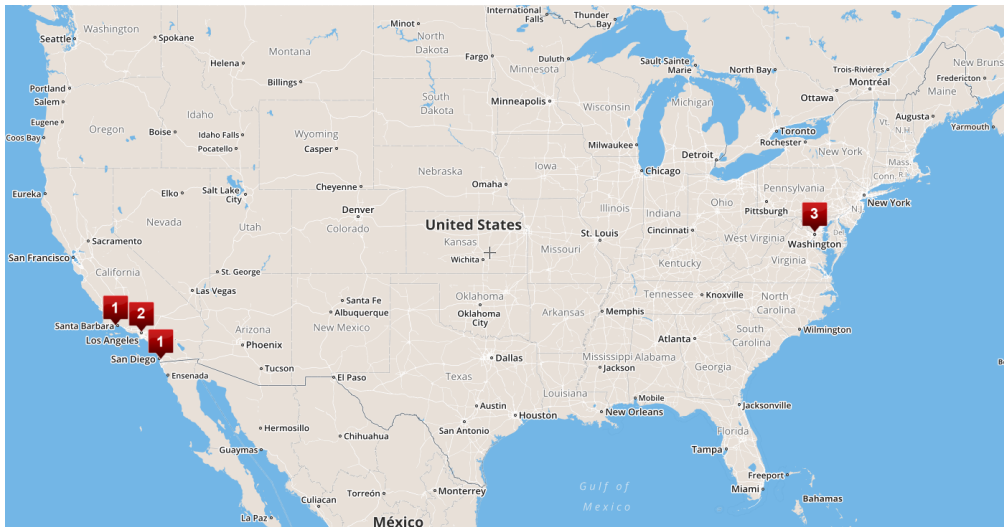 International
Falls
Thunder
Bay
Minot
North
Dakota
Washington
Seattle
Spokane
Montana
Helena
Fargo
Duluth
Minnesota
Sault Sainte
Marie
North Bay
Trois-Rivières
New Bruns
Fredericton
Montréal
Maine
Billings
Portland
Salem
South
Dakota
Minneapolis
Wisconsin
Michigan
Ottawa
Augusta
Yarmouth
Eugene
Oregon
Idaho
Boise
Idaho Falls
Coos Bay
Pocatello
Wyoming
Casper
Milwaukee
Toronto
Rochester
Vt.
N.H.
New York
Detroit
Mass.
Conn.
R.I.
Chicago
Nebraska
Iowa
Omaha
Eureka
Elko
Salt Lake
City
Cheyenne
Pennsylvania
New York
N.J.
Pittsburgh
Ohio
Indiana
Illinois
Denver
Colorado
Nevada
Utah
United States
Kansas
Wichita
St. Louis
Missouri
Cincinnati
West Virginia
3
Washington
De.
Virginia
Sacramento
San Francisco
California
St. George
Kentucky
Las Vegas
Santa Fe
Albuquerque
New Mexico
Oklahoma
Oklahoma
City
Arkansas
Memphis
Tennessee
Knoxville
North
Carolina
Wilmington
South
Carolina
1
2
1
Santa Barbara
Los Angeles
San Diego
Arizona
Phoenix
Atlanta
Georgia
Mississippi
Alabama
Jackson
Dallas
Texas
Tucson
El Paso
Ensenada
Louisiana
Mobile
New Orleans
Jacksonville
Austin
Houston
San Antonio
Hermosillo
Chihuahua
Guaymas
Florida
Tampa
Freeport
Miami
Bahamas
Gulf of
Mexico
Monterrey
Torreón
Culiacan
La Paz
México